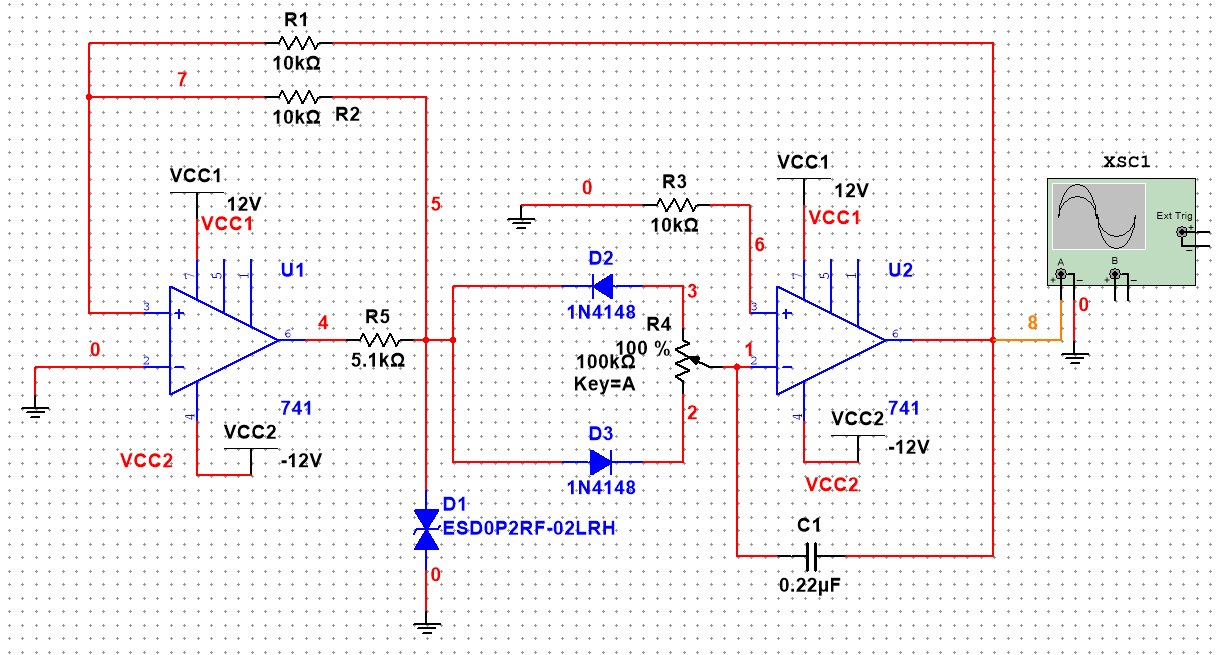 R1
10kΩ
7
10kΩ
R2
VCC1
12V
VCC1
5
0
R3
10kΩ
6
VCC1
12V
VCC1
XSC1
Ext Trig
+
-
A
B
+
-
+
-
0
8
7
5
1
U1
3
+
2
-
6
4
0
4
R5
5.1kΩ
741
VCC2
-12V
VCC2
D2
1N4148
3
R4
100 %
100kΩ
Key=A
2
D3
1N4148
1
7
5
1
U2
3
+
2
-
6
4
741
VCC2
-12V
VCC2
D1
ESD0P2RF-02LRH
0
C1
0.22µF